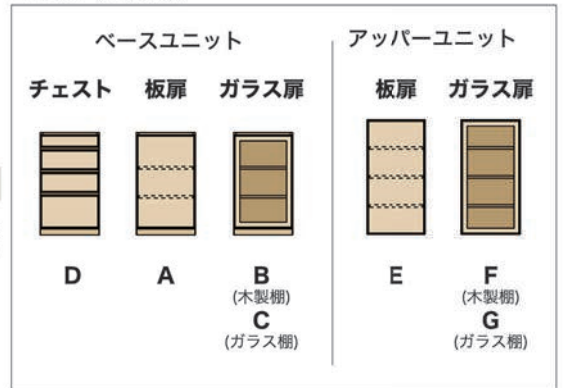 ベースユニット
アッパーユニット
チェスト 板扉 ガラス扉
板扉 ガラス扉
D A B
(木製棚)
C
(ガラス棚)
E F
(木製棚)
G
(ガラス棚)